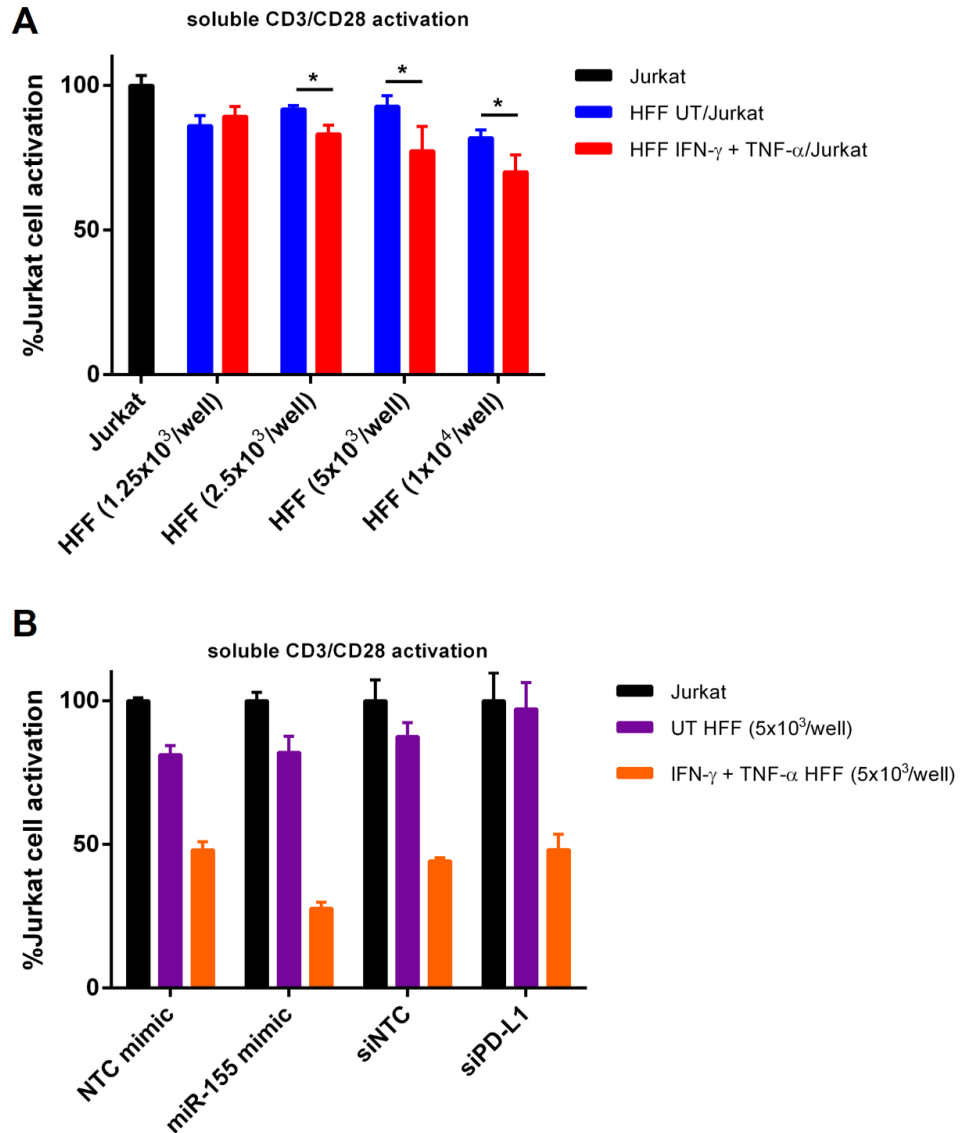 A
soluble CD3/CD28 activation
%Jurkat cell activation
100
50
0
Jurkat
HFF (1.25x10³/well)
HFF (2.5x10³/well)
HFF (5x10³/well)
HFF (1x10⁴/well)
*
*
*
Jurkat
HFF UT/Jurkat
HFF IFN-γ + TNF-α/Jurkat
B
soluble CD3/CD28 activation
%Jurkat cell activation
100
50
0
NTC mimic
miR-155 mimic
siNTC
siPD-L1
Jurkat
UT HFF (5x10³/well)
IFN-γ + TNF-α HFF (5x10³/well)